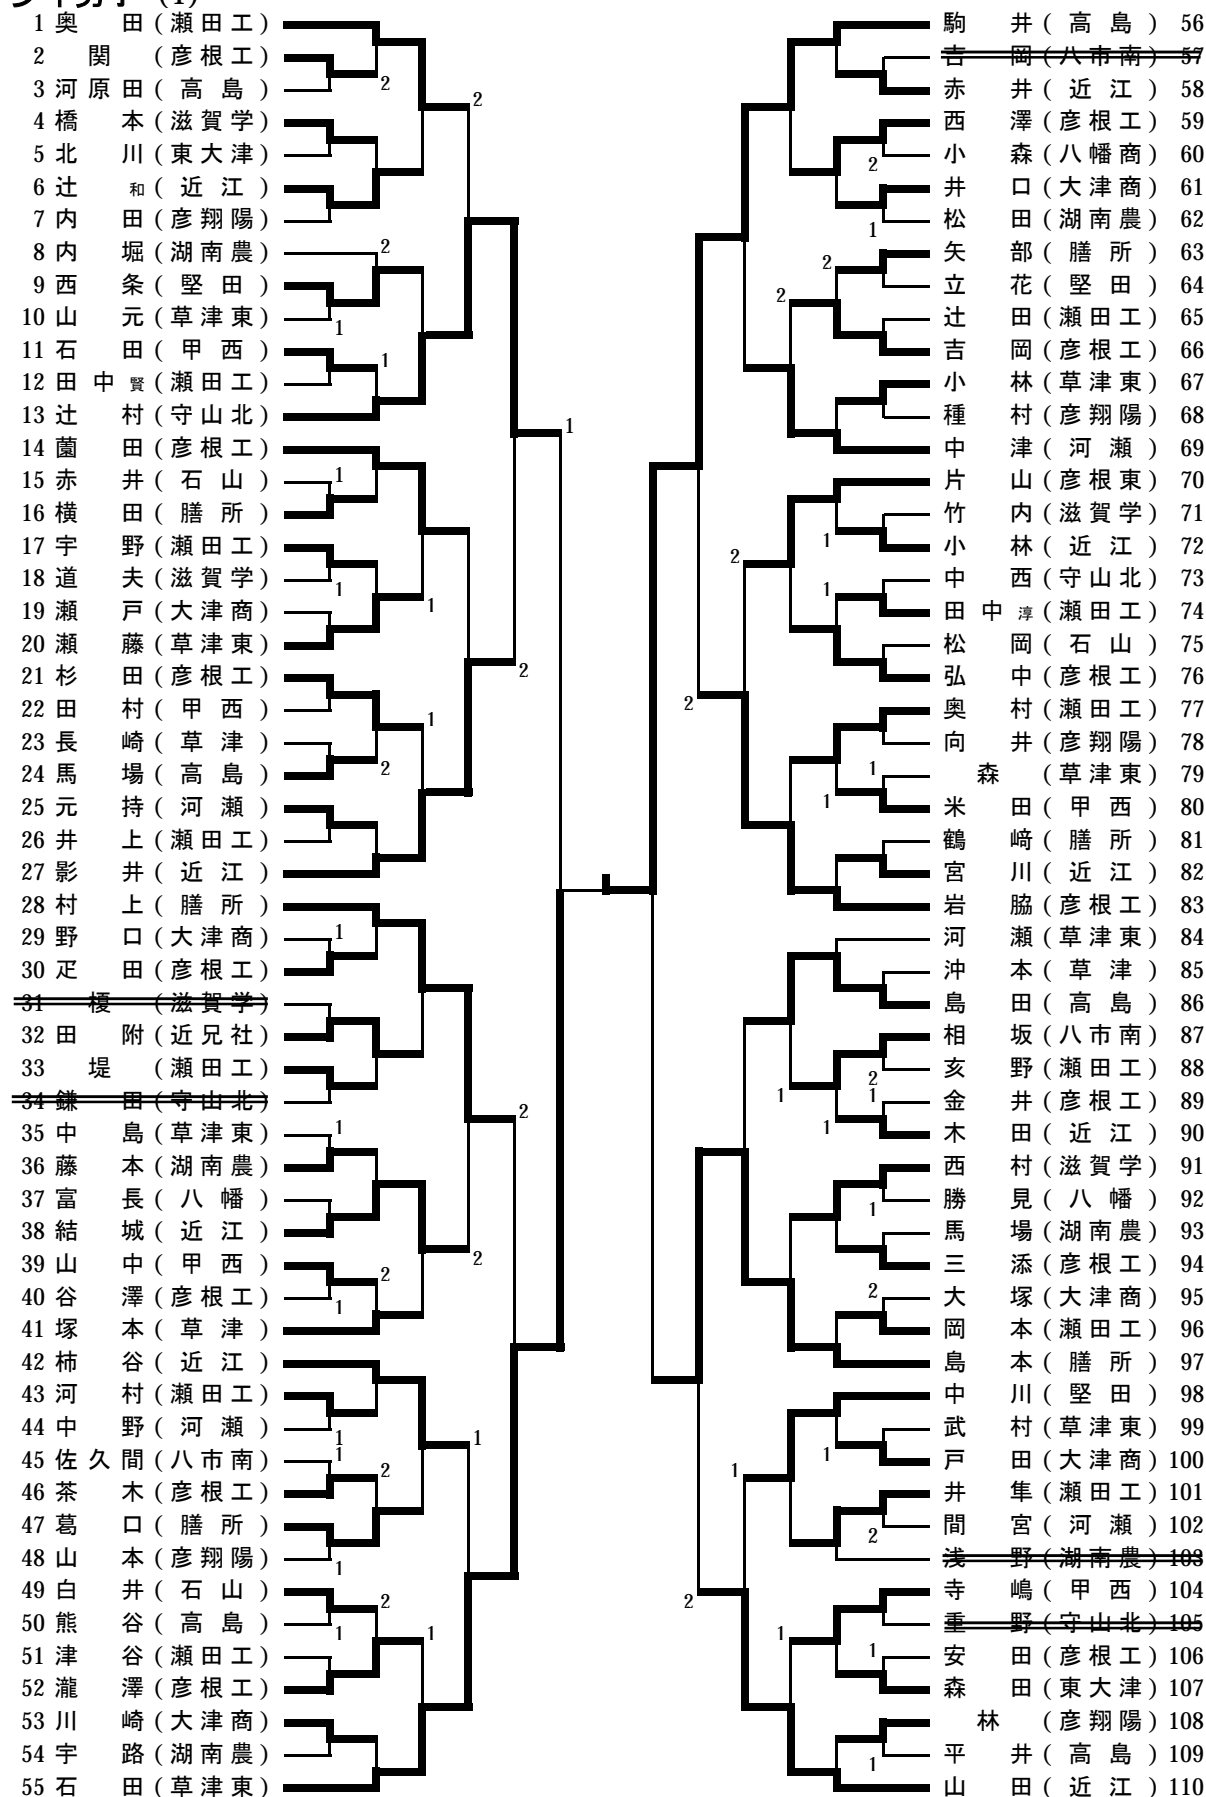 1 奥 田 (瀬田工)
2 関 (彦根工)
3 河原田 (高島)
4 橋 本 (滋賀学)
5 北 川 (東大津)
6 辻 和 (近江)
7 内 田 (彦翔陽)
8 内 堀 (湖南農)
9 西 条 (堅田)
10 山 元 (草津東)
11 石 田 (甲西)
12 田中賢 (瀬田工)
13 辻 村 (守山北)
14 薗 田 (彦根工)
15 赤 井 (石山)
16 横 田 (膳所)
17 宇 野 (瀬田工)
18 道 夫 (滋賀学)
19 瀬 戸 (大津商)
20 瀬 藤 (草津東)
21 杉 田 (彦根工)
22 田 村 (甲西)
23 長 崎 (草津)
24 馬 場 (高島)
25 元 持 (河瀬)
26 井 上 (瀬田工)
27 影 井 (近江)
28 村 上 (膳所)
29 野 口 (大津商)
30 疋 田 (彦根工)
31 榎 (滋賀学)
32 田 附 (近兄社)
33 堤 (瀬田工)
34 鎌 田 (守山北)
35 中 島 (草津東)
36 藤 本 (湖南農)
37 富 長 (八幡)
38 結 城 (近江)
39 山 中 (甲西)
40 谷 澤 (彦根工)
41 塚 本 (草津)
42 柿 谷 (近江)
43 河 村 (瀬田工)
44 中 野 (河瀬)
45 佐久間 (八市南)
46 茶 木 (彦根工)
47 葛 口 (膳所)
48 山 本 (彦翔陽)
49 白 井 (石山)
50 熊 谷 (高島)
51 津 谷 (瀬田工)
52 瀧 澤 (彦根工)
53 川 崎 (大津商)
54 宇 路 (湖南農)
55 石 田 (草津東)
駒 井 (高島) 56
吉 岡 (八市南) 57
赤 井 (近江) 58
西 澤 (彦根工) 59
小 森 (八幡商) 60
井 口 (大津商) 61
松 田 (湖南農) 62
矢 部 (膳所) 63
立 花 (堅田) 64
辻 田 (瀬田工) 65
吉 岡 (彦根工) 66
小 林 (草津東) 67
種 村 (彦翔陽) 68
中 津 (河瀬) 69
片 山 (彦根東) 70
竹 内 (滋賀学) 71
小 林 (近江) 72
中 西 (守山北) 73
田中淳 (瀬田工) 74
松 岡 (石山) 75
弘 中 (彦根工) 76
奥 村 (瀬田工) 77
向 井 (彦翔陽) 78
森 (草津東) 79
米 田 (甲西) 80
鶴 﨑 (膳所) 81
宮 川 (近江) 82
岩 脇 (彦根工) 83
河 瀬 (草津東) 84
沖 本 (草津) 85
島 田 (高島) 86
相 坂 (八市南) 87
亥 野 (瀬田工) 88
金 井 (彦根工) 89
木 田 (近江) 90
西 村 (滋賀学) 91
勝 見 (八幡) 92
馬 場 (湖南農) 93
三 添 (彦根工) 94
大 塚 (大津商) 95
岡 本 (瀬田工) 96
島 本 (膳所) 97
中 川 (堅田) 98
武 村 (草津東) 99
戸 田 (大津商) 100
井 隼 (瀬田工) 101
間 宮 (河瀬) 102
浅 野 (湖南農) 103
寺 嶋 (甲西) 104
重 野 (守山北) 105
安 田 (彦根工) 106
森 田 (東大津) 107
林 (彦翔陽) 108
平 井 (高島) 109
山 田 (近江) 110